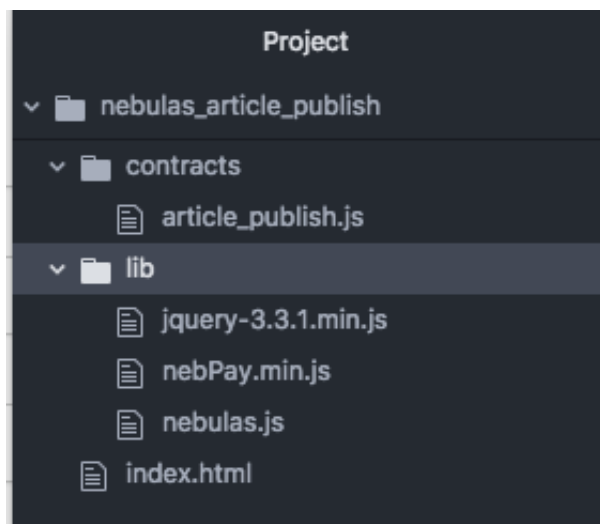 Project
nebulas_article_publish
contracts
article_publish.js
lib
jquery-3.3.1.min.js
nebPay.min.js
nebulas.js
index.html